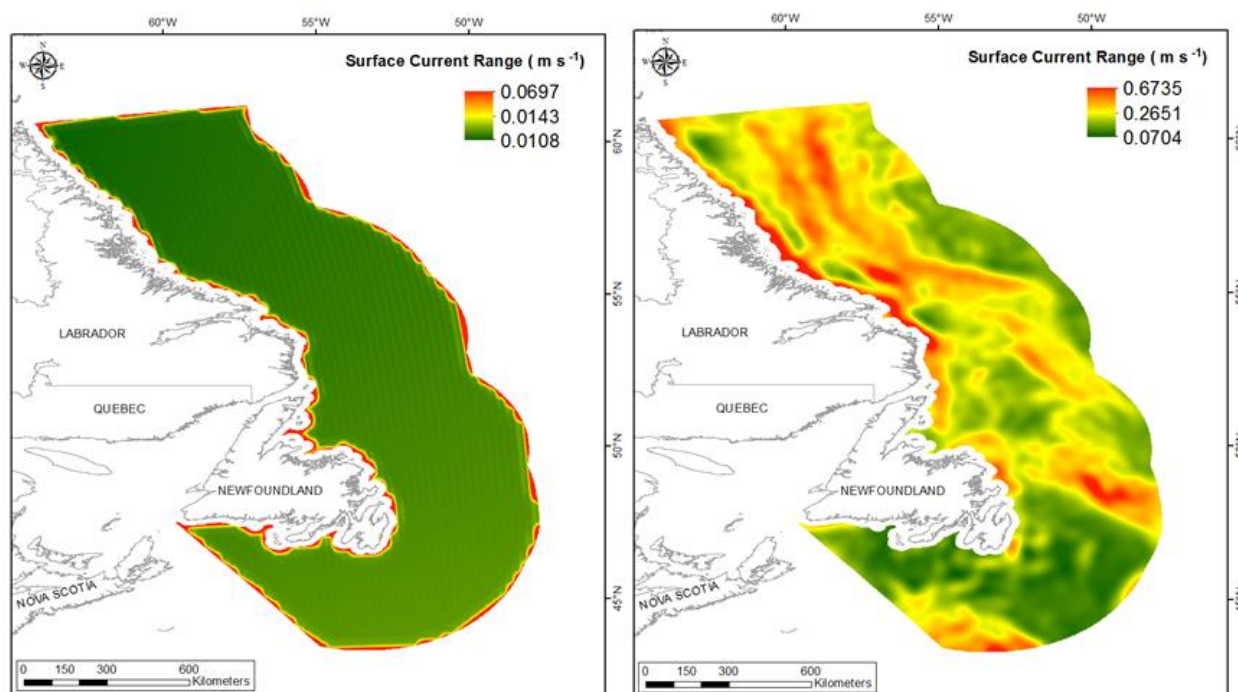 60°W 55°W 50°W
N
W E
S
Surface Current Range ( m s -1)
0.0697
0.0143
0.0108
60°N
55°N
50°N
45°N
LABRADOR
QUEBEC
NEWFOUNDLAND
NOVA SCOTIA
0 150 300 600
Kilometers
60°W 55°W 50°W
N
W E
S
Surface Current Range ( m s -1)
0.6735
0.2651
0.0704
LABRADOR
QUEBEC
NEWFOUNDLAND
NOVA SCOTIA
45°N
0 150 300 600
Kilometers